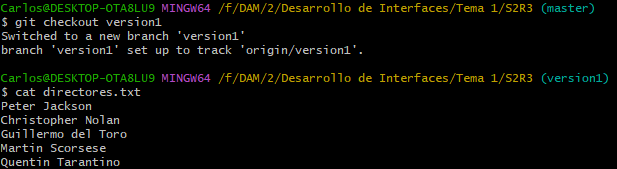 Carlos@DESKTOP-OTA8LU9 MINGW64 /f/DAM/2/Desarrollo de Interfaces/Tema 1/S2R3 (master)
$ git checkout version1
Switched to a new branch 'version1'
branch 'version1' set up to track 'origin/version1'.
Carlos@DESKTOP-OTA8LU9 MINGW64 /f/DAM/2/Desarrollo de Interfaces/Tema 1/S2R3 (version1)
$ cat directores.txt
Peter Jackson
Christopher Nolan
Guillermo del Toro
Martin Scorsese
Quentin Tarantino